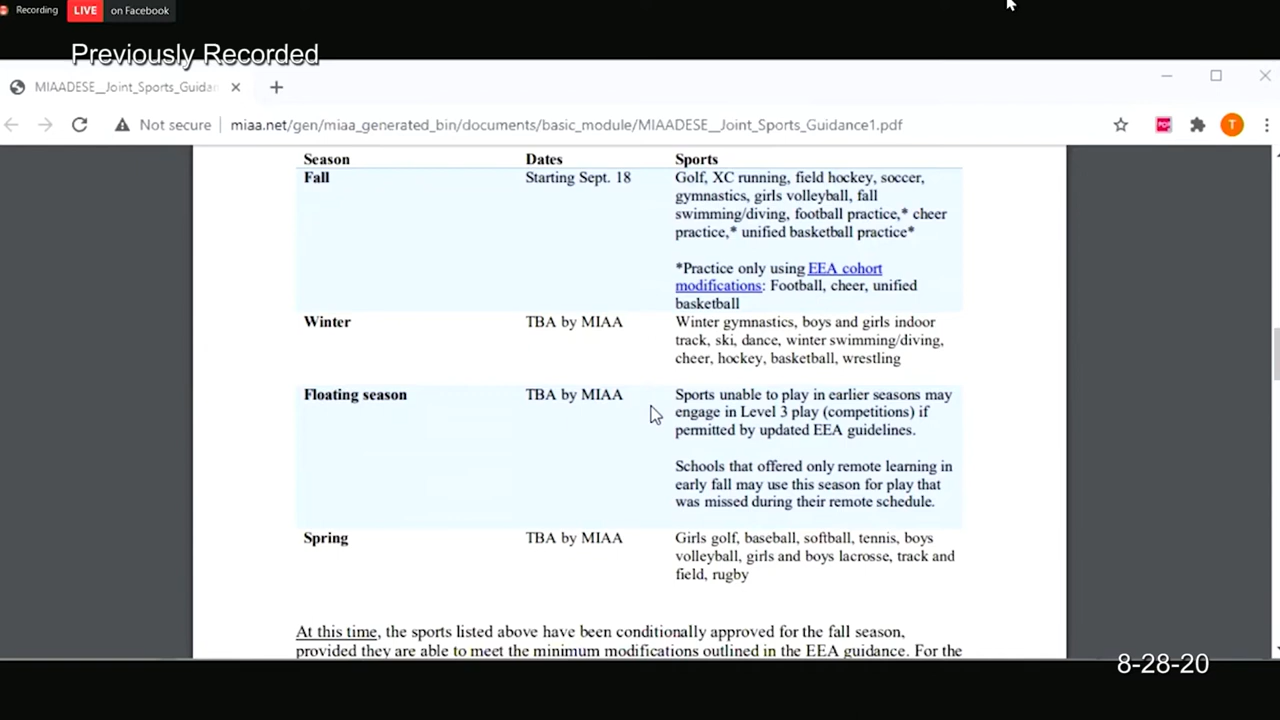 Recording LIVE on Facebook
Previously Recorded
Not secure miaa.net/gen/miaa_generated_bin/documents/basic_module/MIAADESE__Joint_Sports_Guidance1.pdf
T
Season Dates Sports
Fall Starting Sept. 18 Golf, XC running, field hockey, soccer,
gymnastics, girls volleyball, fall
swimming/diving, football practice,* cheer
practice,* unified basketball practice*
*Practice only using EEA cohort
modifications: Football, cheer, unified
basketball
Winter TBA by MIAA Winter gymnastics, boys and girls indoor
track, ski, dance, winter swimming/diving,
cheer, hockey, basketball, wrestling
Floating season TBA by MIAA Sports unable to play in earlier seasons may
engage in Level 3 play (competitions) if
permitted by updated EEA guidelines.
Schools that offered only remote learning in
early fall may use this season for play that
was missed during their remote schedule.
Spring TBA by MIAA Girls golf, baseball, softball, tennis, boys
volleyball, girls and boys lacrosse, track and
field, rugby
At this time, the sports listed above have been conditionally approved for the fall season,
provided they are able to meet the minimum modifications outlined in the EEA guidance. For the
8-28-20